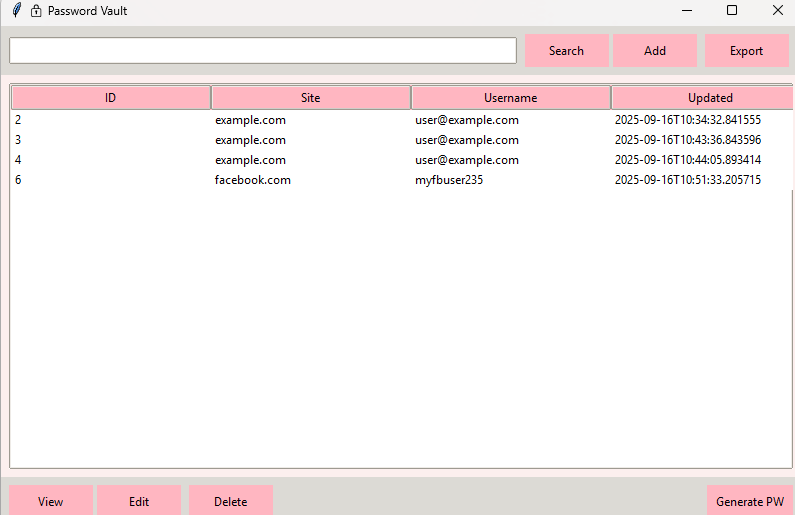 Password Vault
Search Add Export
ID Site Username Updated
2 example.com user@example.com 2025-09-16T10:34:32.841555
3 example.com user@example.com 2025-09-16T10:43:36.843596
4 example.com user@example.com 2025-09-16T10:44:05.893414
6 facebook.com myfbuser235 2025-09-16T10:51:33.205715
View Edit Delete Generate PW